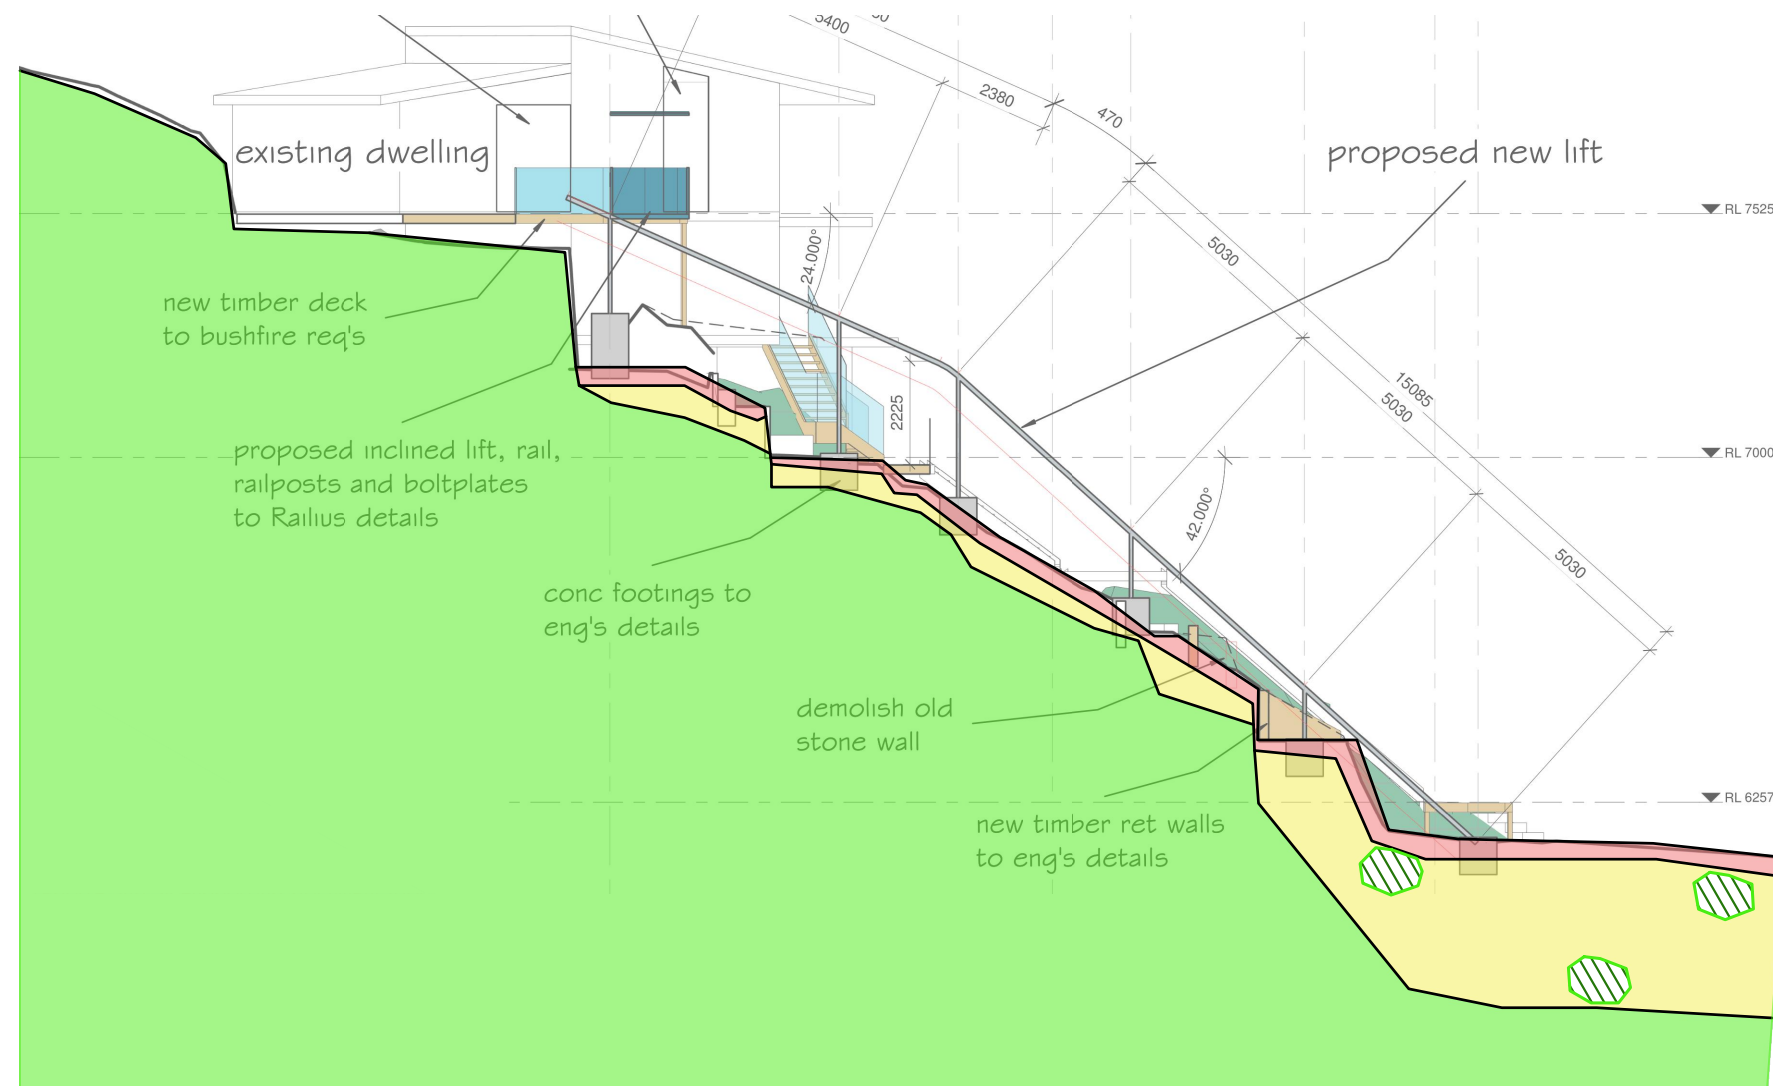 5400
2380
470
existing dwelling
proposed new lift
RL 7525
24.000°
5030
new timber deck
to bushfire req's
15085
5030
2225
proposed inclined lift, rail,
railposts and boltplates
to Railius details
RL 7000
42.000°
5030
conc footings to
eng's details
demolish old
stone wall
RL 6257
new timber ret walls
to eng's details